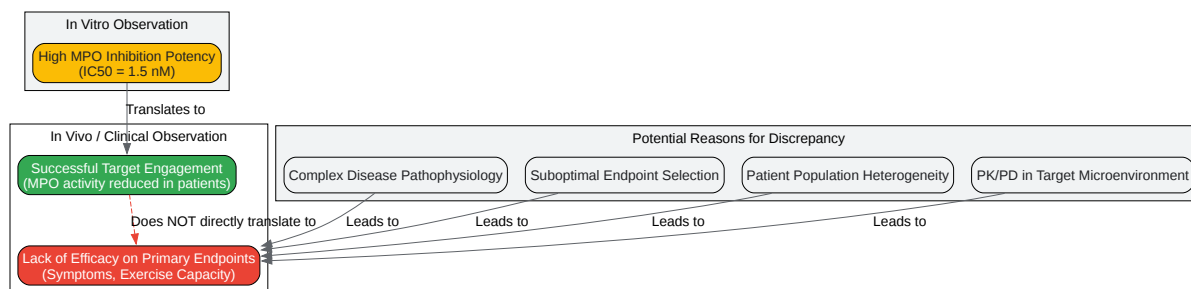 In Vitro Observation
High MPO Inhibition Potency
(IC50 = 1.5 nM)
Translates to
In Vivo / Clinical Observation
Potential Reasons for Discrepancy
Successful Target Engagement
(MPO activity reduced in patients)
Complex Disease Pathophysiology
Suboptimal Endpoint Selection
Patient Population Heterogeneity
PK/PD in Target Microenvironment
Does NOT directly translate to
Leads to
Leads to
Leads to
Leads to
Lack of Efficacy on Primary Endpoints
(Symptoms, Exercise Capacity)